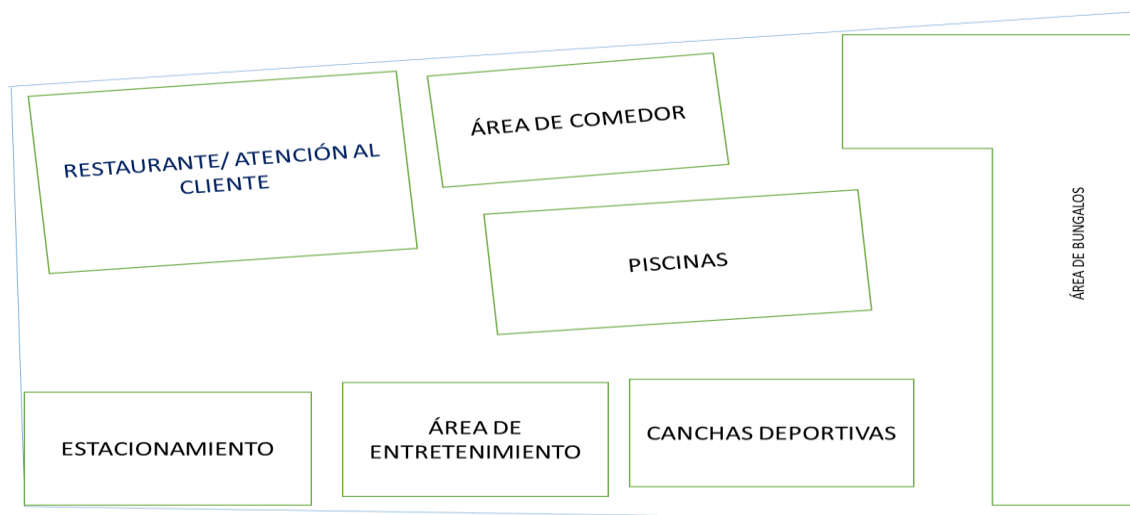 RESTAURANTE/ ATENCIÓN AL
CLIENTE
ÁREA DE COMEDOR
PISCINAS
ÁREA DE BUNGALOS
ESTACIONAMIENTO
ÁREA DE
ENTRETENIMIENTO
CANCHAS DEPORTIVAS